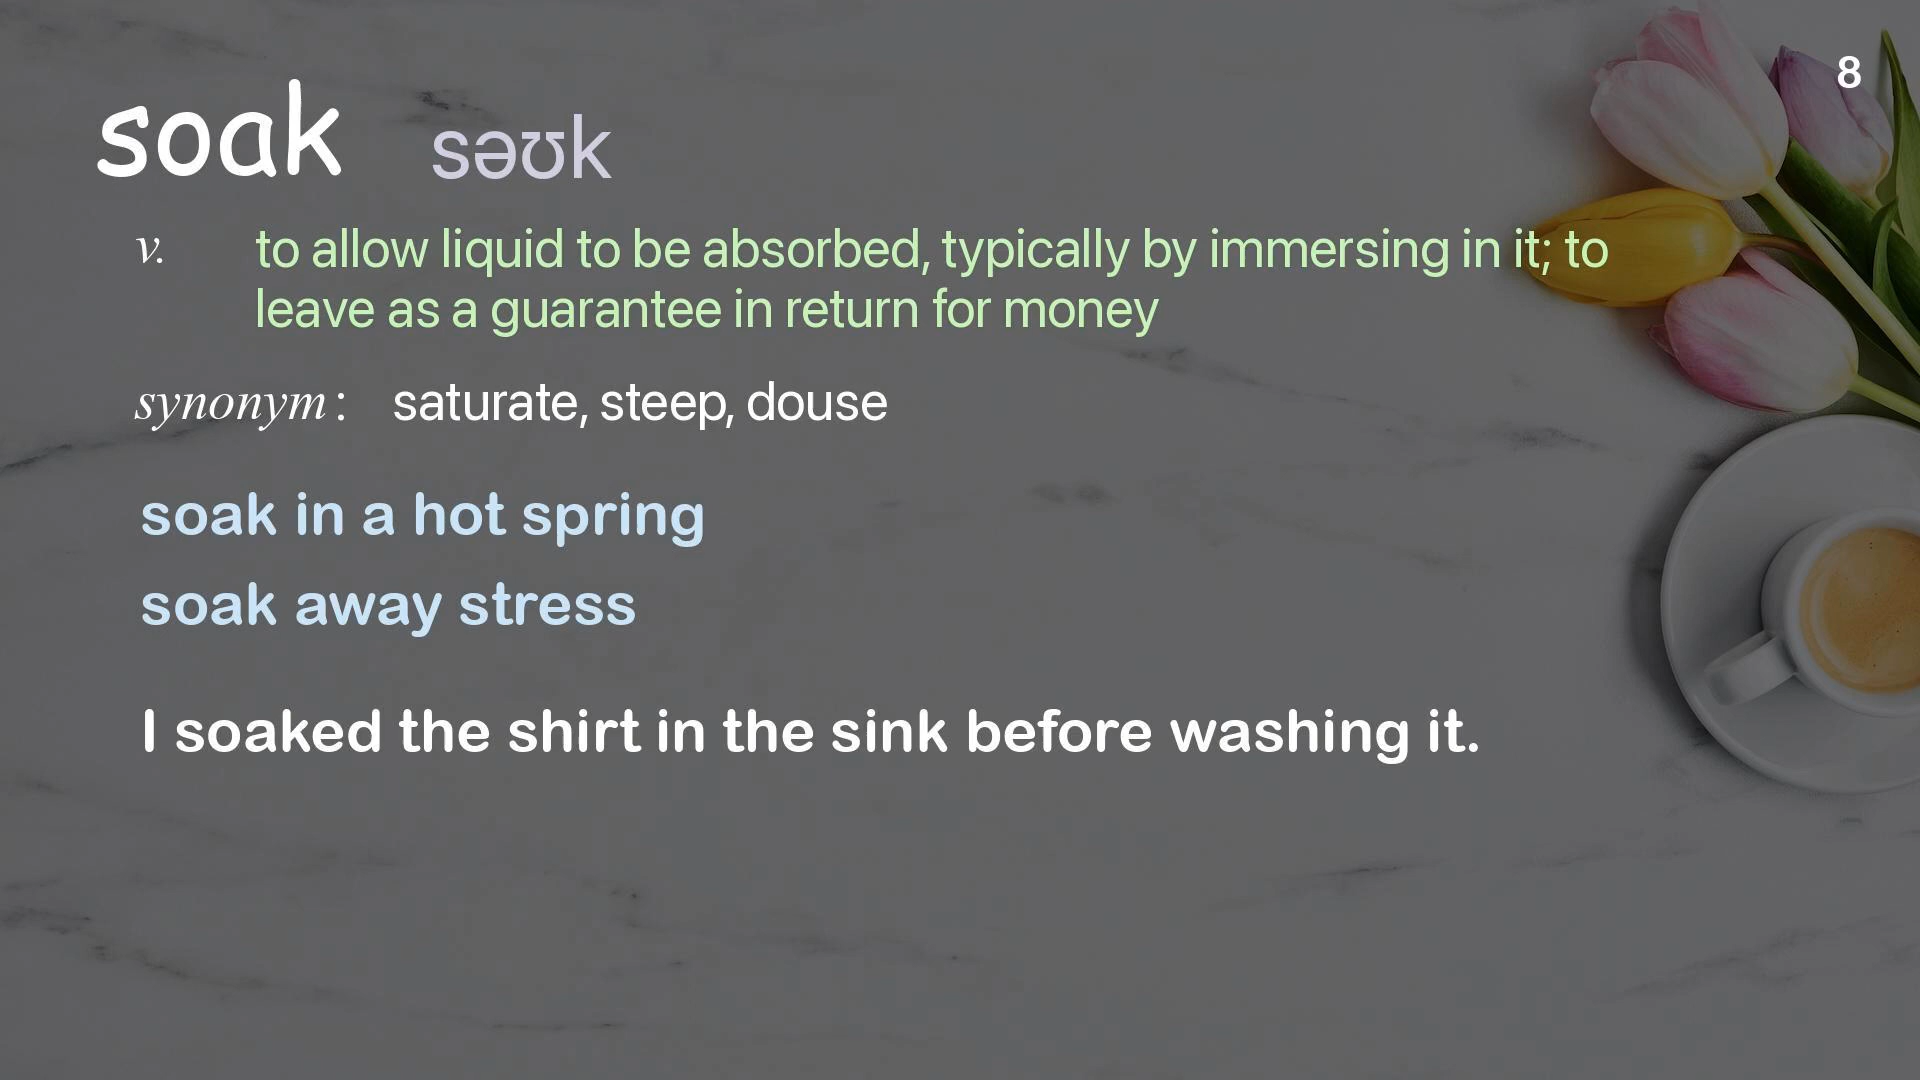 8
soak səʊk
v. to allow liquid to be absorbed, typically by immersing in it; to
leave as a guarantee in return for money
synonym: saturate, steep, douse
soak in a hot spring
soak away stress
I soaked the shirt in the sink before washing it.